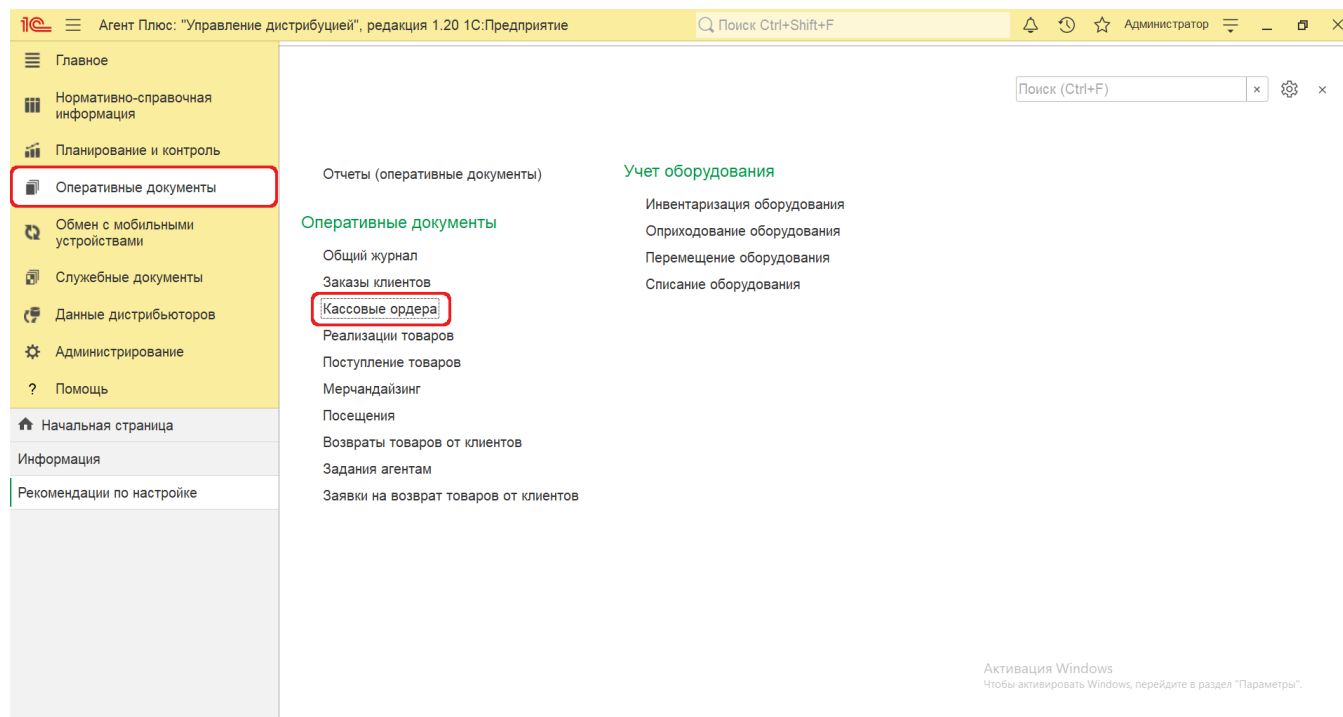 1С Агент Плюс: "Управление дистрибуцией", редакция 1.20 1С:Предприятие
Поиск Ctrl+Shift+F
Администратор
Главное
Нормативно-справочная
информация
Планирование и контроль
Оперативные документы
Обмен с мобильными
устройствами
Служебные документы
Данные дистрибьюторов
Администрирование
? Помощь
Начальная страница
Информация
Рекомендации по настройке
Поиск (Ctrl+F)
Отчеты (оперативные документы)
Оперативные документы
Общий журнал
Заказы клиентов
Кассовые ордера
Реализации товаров
Поступление товаров
Мерчандайзинг
Посещения
Возвраты товаров от клиентов
Задания агентам
Заявки на возврат товаров от клиентов
Учет оборудования
Инвентаризация оборудования
Оприходование оборудования
Перемещение оборудования
Списание оборудования
Активация Windows
Чтобы активировать Windows, перейдите в раздел "Параметры".